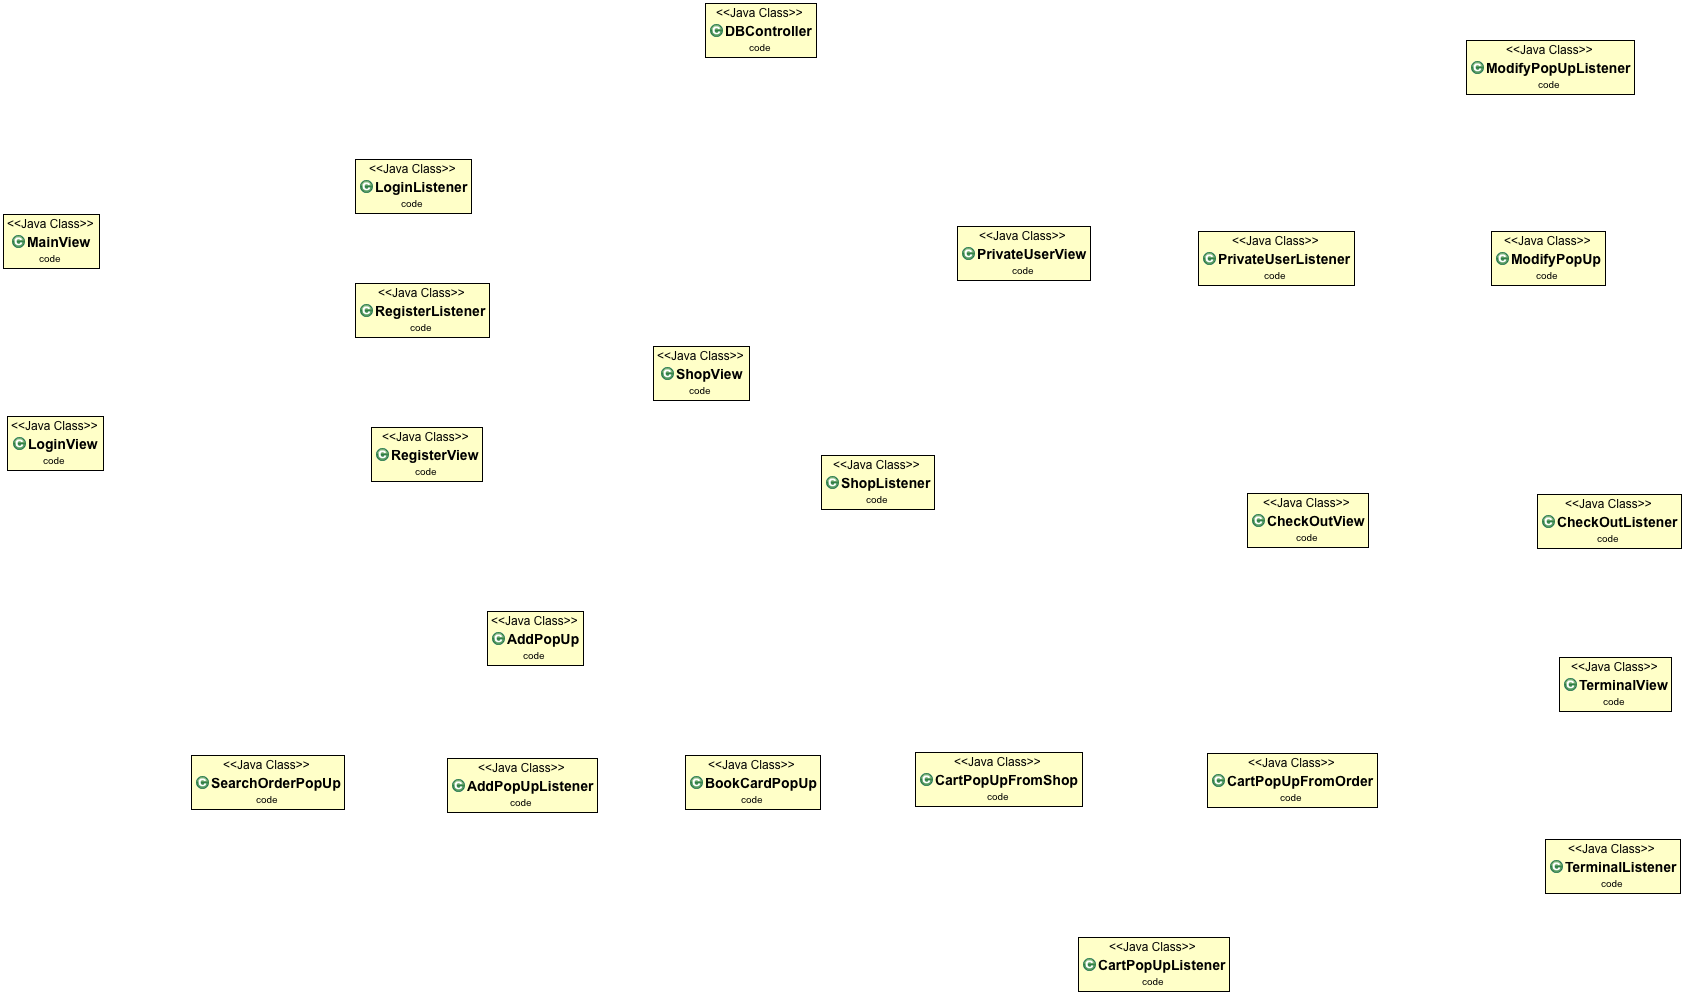 <<Java Class>>
DBController
code
<<Java Class>>
ModifyPopUpListener
code
<<Java Class>>
LoginListener
code
<<Java Class>>
MainView
code
<<Java Class>>
PrivateUserView
code
<<Java Class>>
PrivateUserListener
code
<<Java Class>>
ModifyPopUp
code
<<Java Class>>
RegisterListener
code
<<Java Class>>
ShopView
code
<<Java Class>>
LoginView
code
<<Java Class>>
RegisterView
code
<<Java Class>>
ShopListener
code
<<Java Class>>
CheckOutView
code
<<Java Class>>
CheckOutListener
code
<<Java Class>>
AddPopUp
code
<<Java Class>>
TerminalView
code
<<Java Class>>
SearchOrderPopUp
code
<<Java Class>>
AddPopUpListener
code
<<Java Class>>
BookCardPopUp
code
<<Java Class>>
CartPopUpFromShop
code
<<Java Class>>
CartPopUpFromOrder
code
<<Java Class>>
TerminalListener
code
<<Java Class>>
CartPopUpListener
code